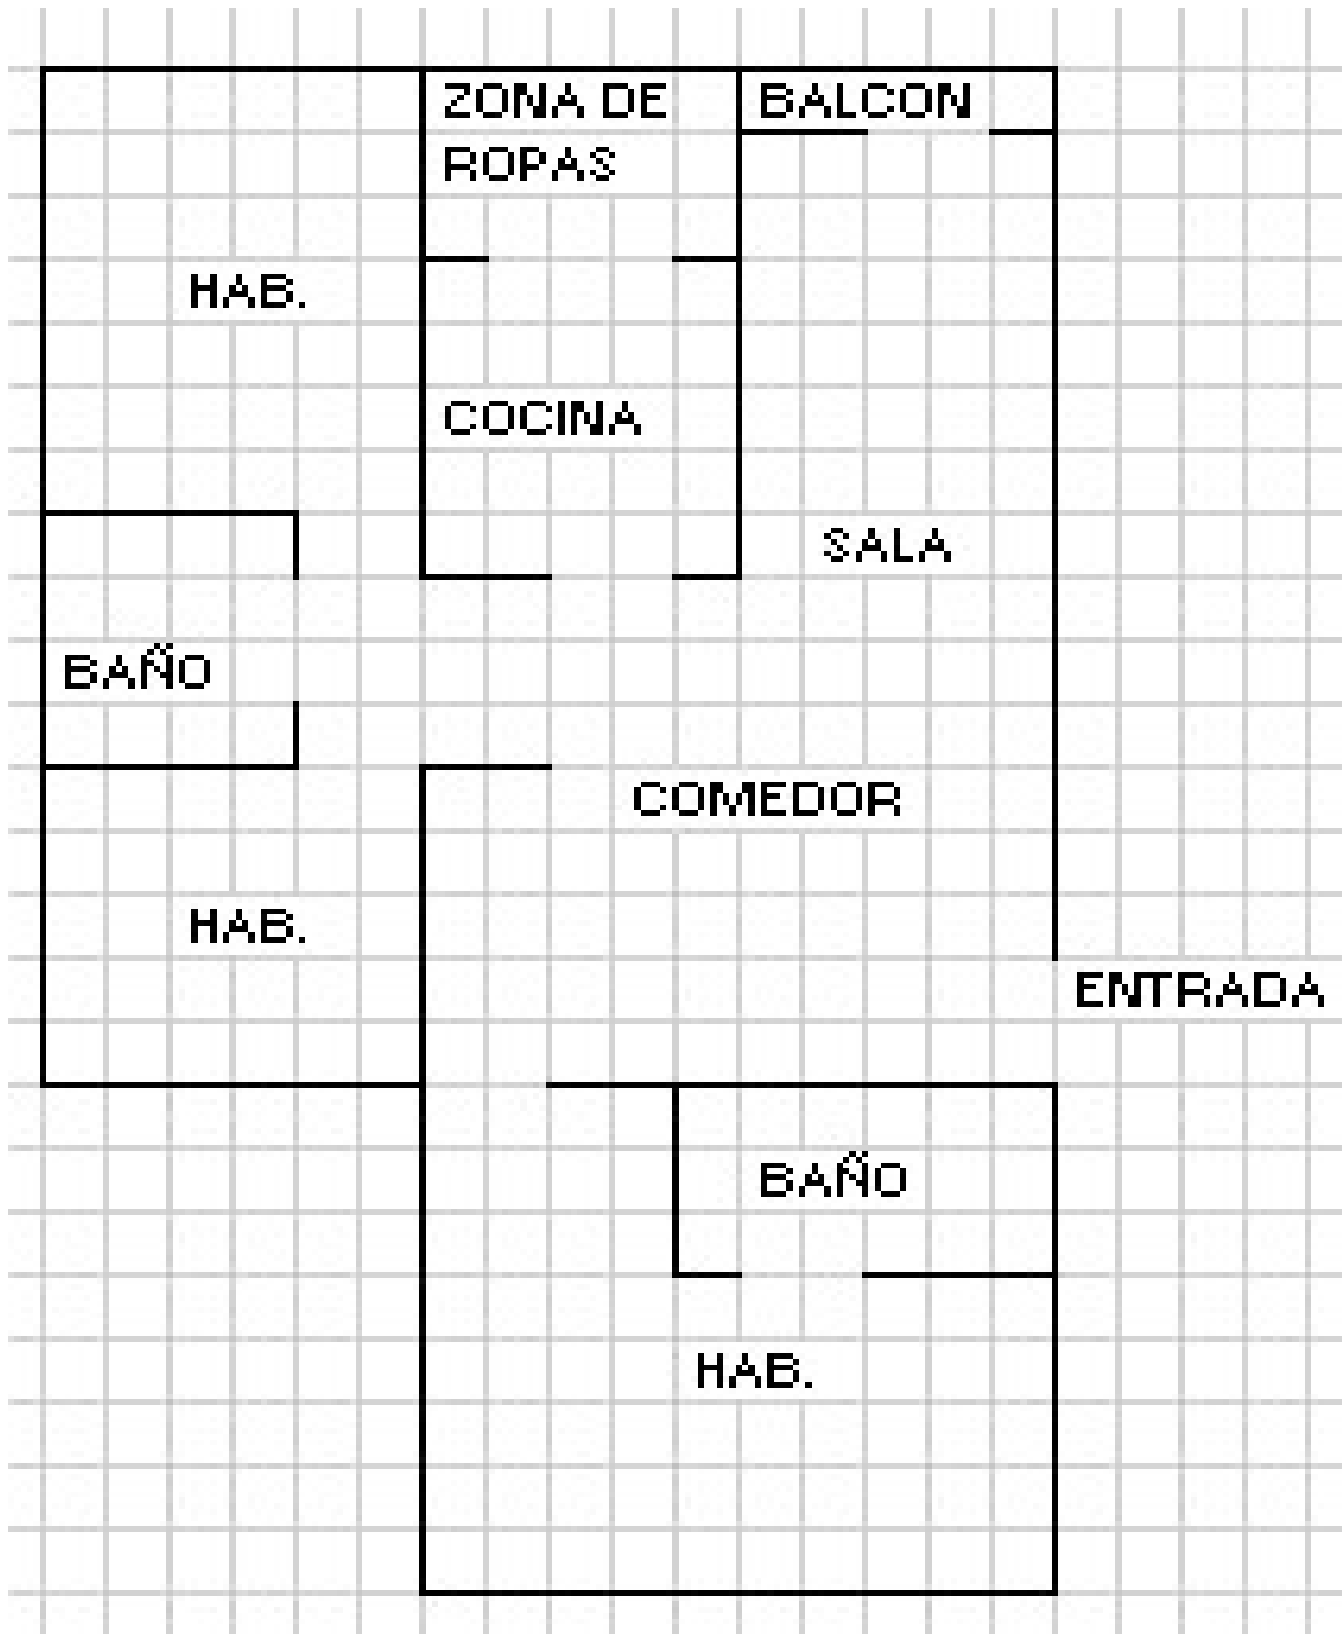 ZONA DE
ROPAS
BALCON
HAB.
COCINA
SALA
BAÑO
COMEDOR
HAB.
ENTRADA
BAÑO
HAB.